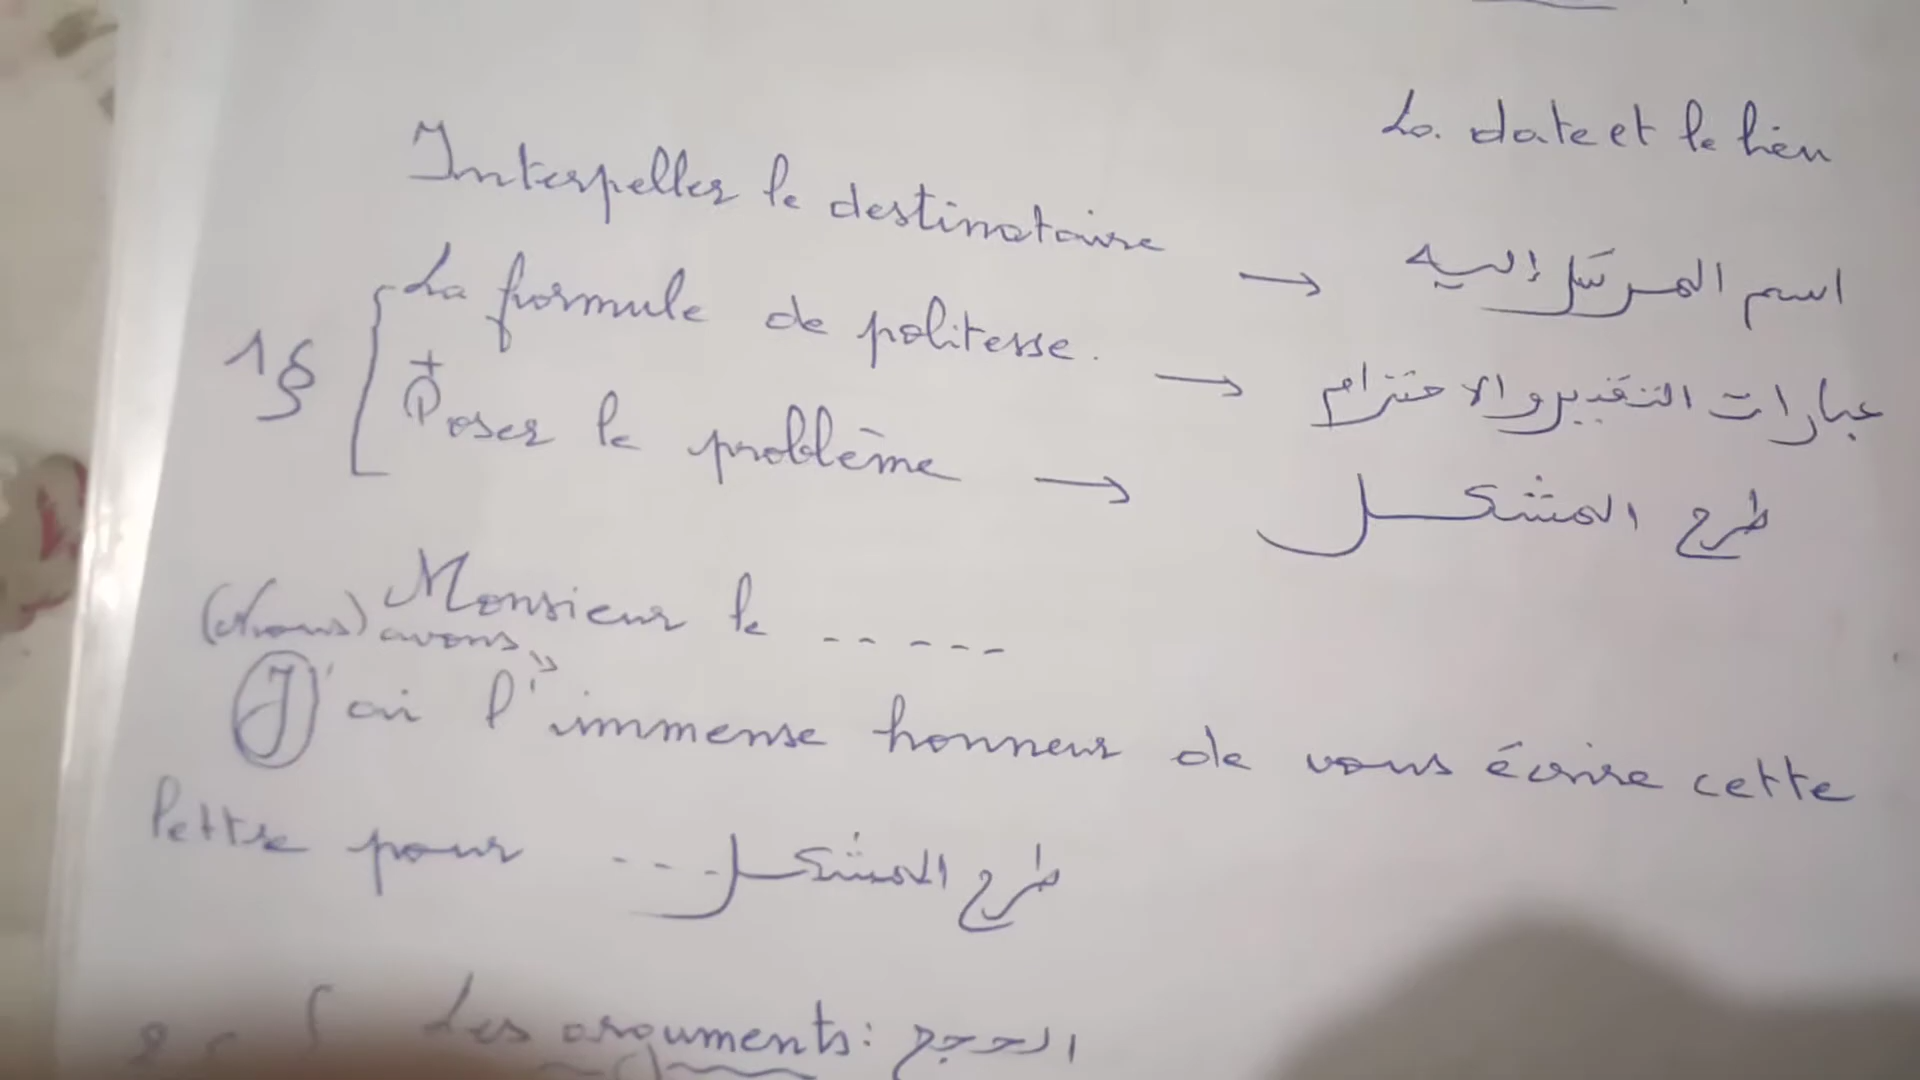 La date et le lieu
Interpeller le destinataire → اسم المرسَل إليه
1§ La formule de politesse. → عبارات التقدير و الاحترام
+
Poser le problème → طرح المشكل
Monsieur le -----
(Nous) avons
J'ai l'immense honneur de vous écrire cette
lettre pour --- طرح المشكل
Les arguments: الحجج